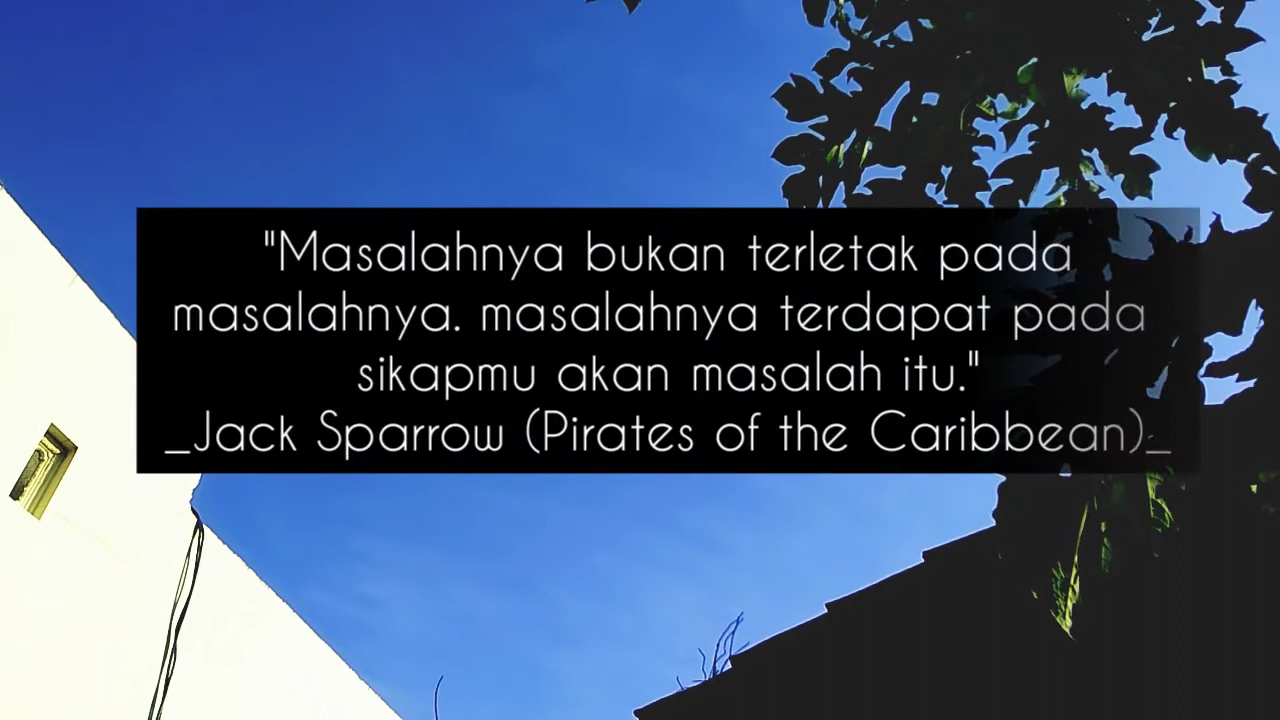 "Masalahnya bukan terletak pada
masalahnya. masalahnya terdapat pada
sikapmu akan masalah itu."
_Jack Sparrow (Pirates of the Caribbean)_